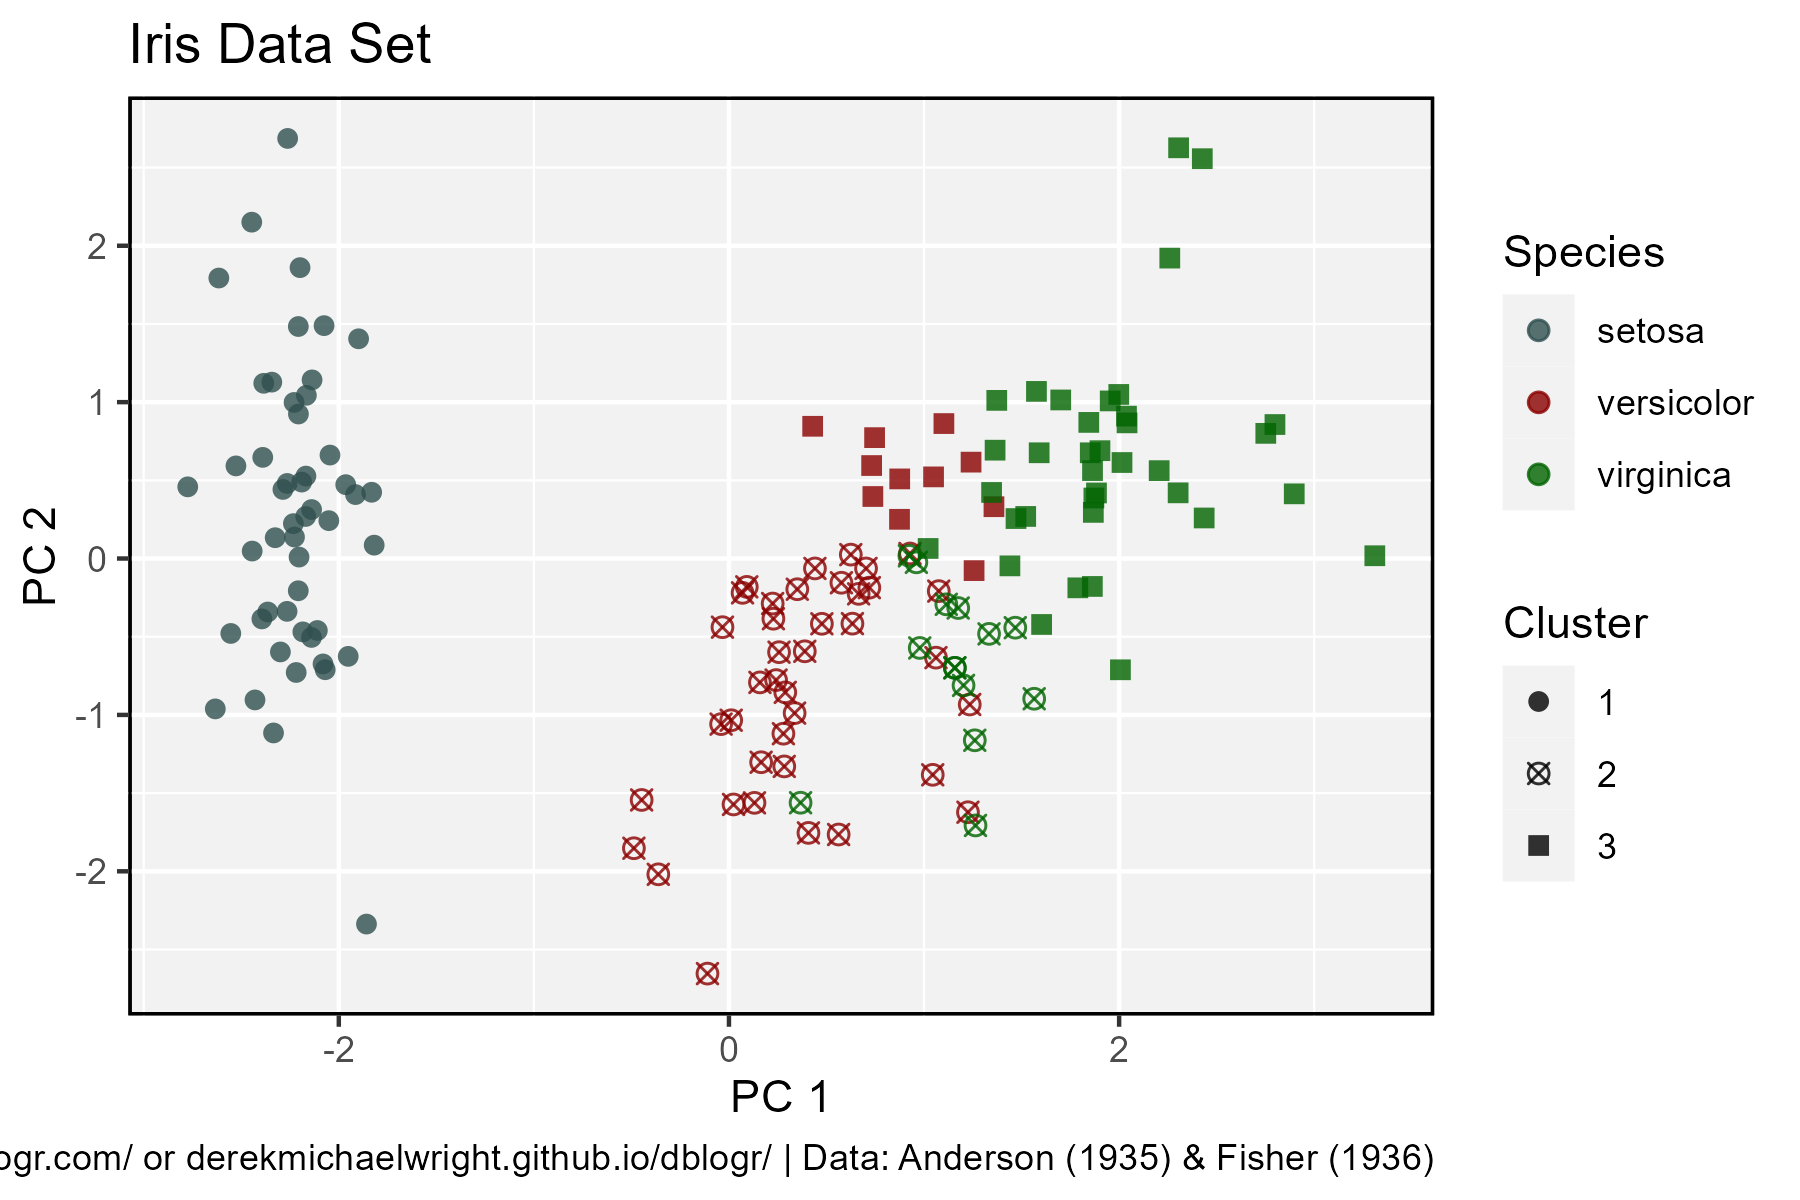 Iris Data Set
PC 2
2
1
0
-1
-2
-2 0 2
PC 1
Species
setosa
versicolor
virginica
Cluster
1
2
3
ogr.com/ or derekmichaelwright.github.io/dblogr/ | Data: Anderson (1935) & Fisher (1936)